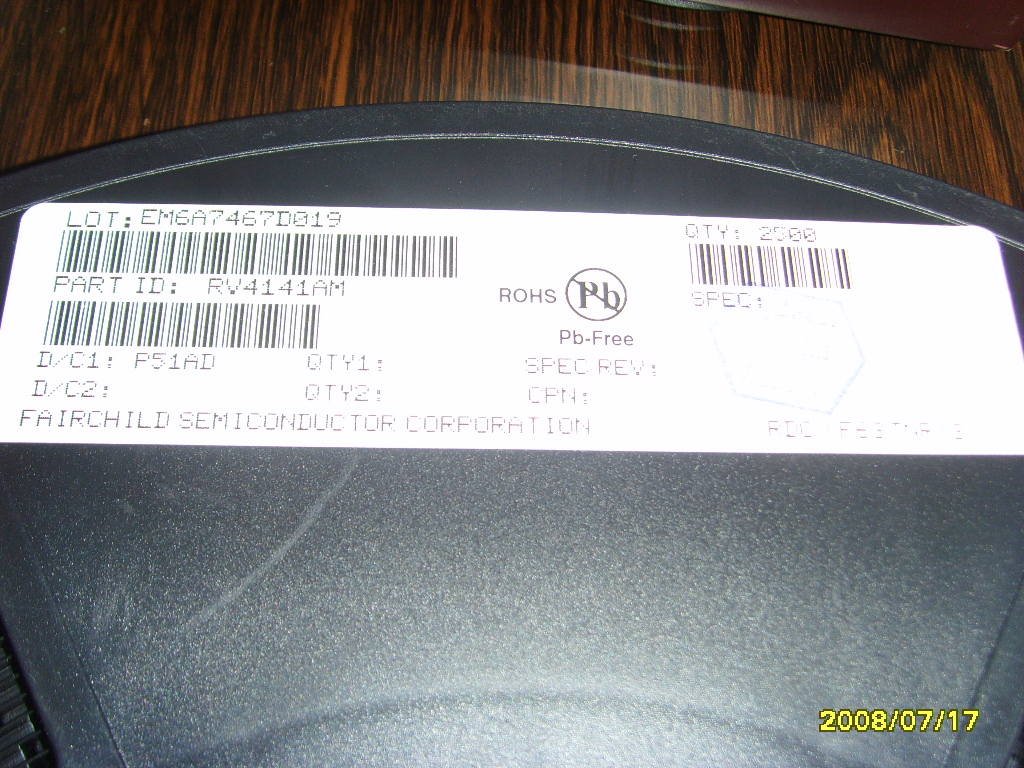 LOT: EM6A7467D019
QTY: 2500
PART ID: RV4141AM
ROHS Pb
SPEC:
Pb-Free
D/C1: P51AD QTY1: SPEC REV:
D/C2: QTY2: CPN:
FAIRCHILD SEMICONDUCTOR CORPORATION
2008/07/17